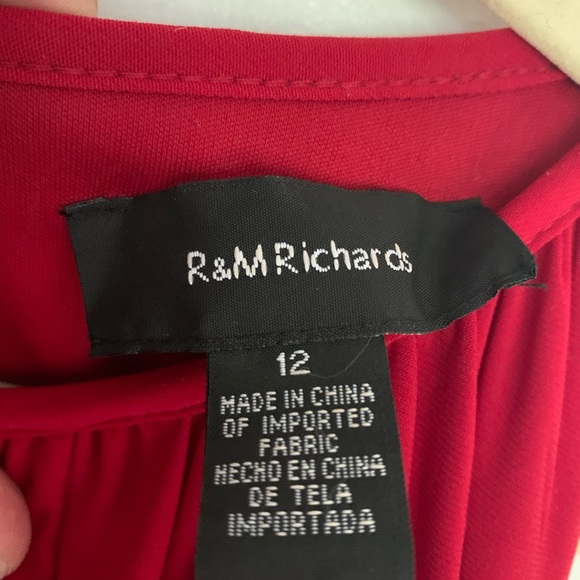 R&M Richards
12
MADE IN CHINA
OF IMPORTED
FABRIC
HECHO EN CHINA
DE TELA
IMPORTADA